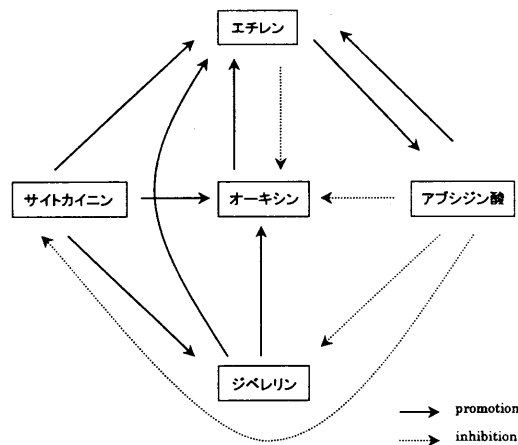 エチレン
サイトカイニン
オーキシン
アブシジン酸
ジベレリン
promotion
inhibition